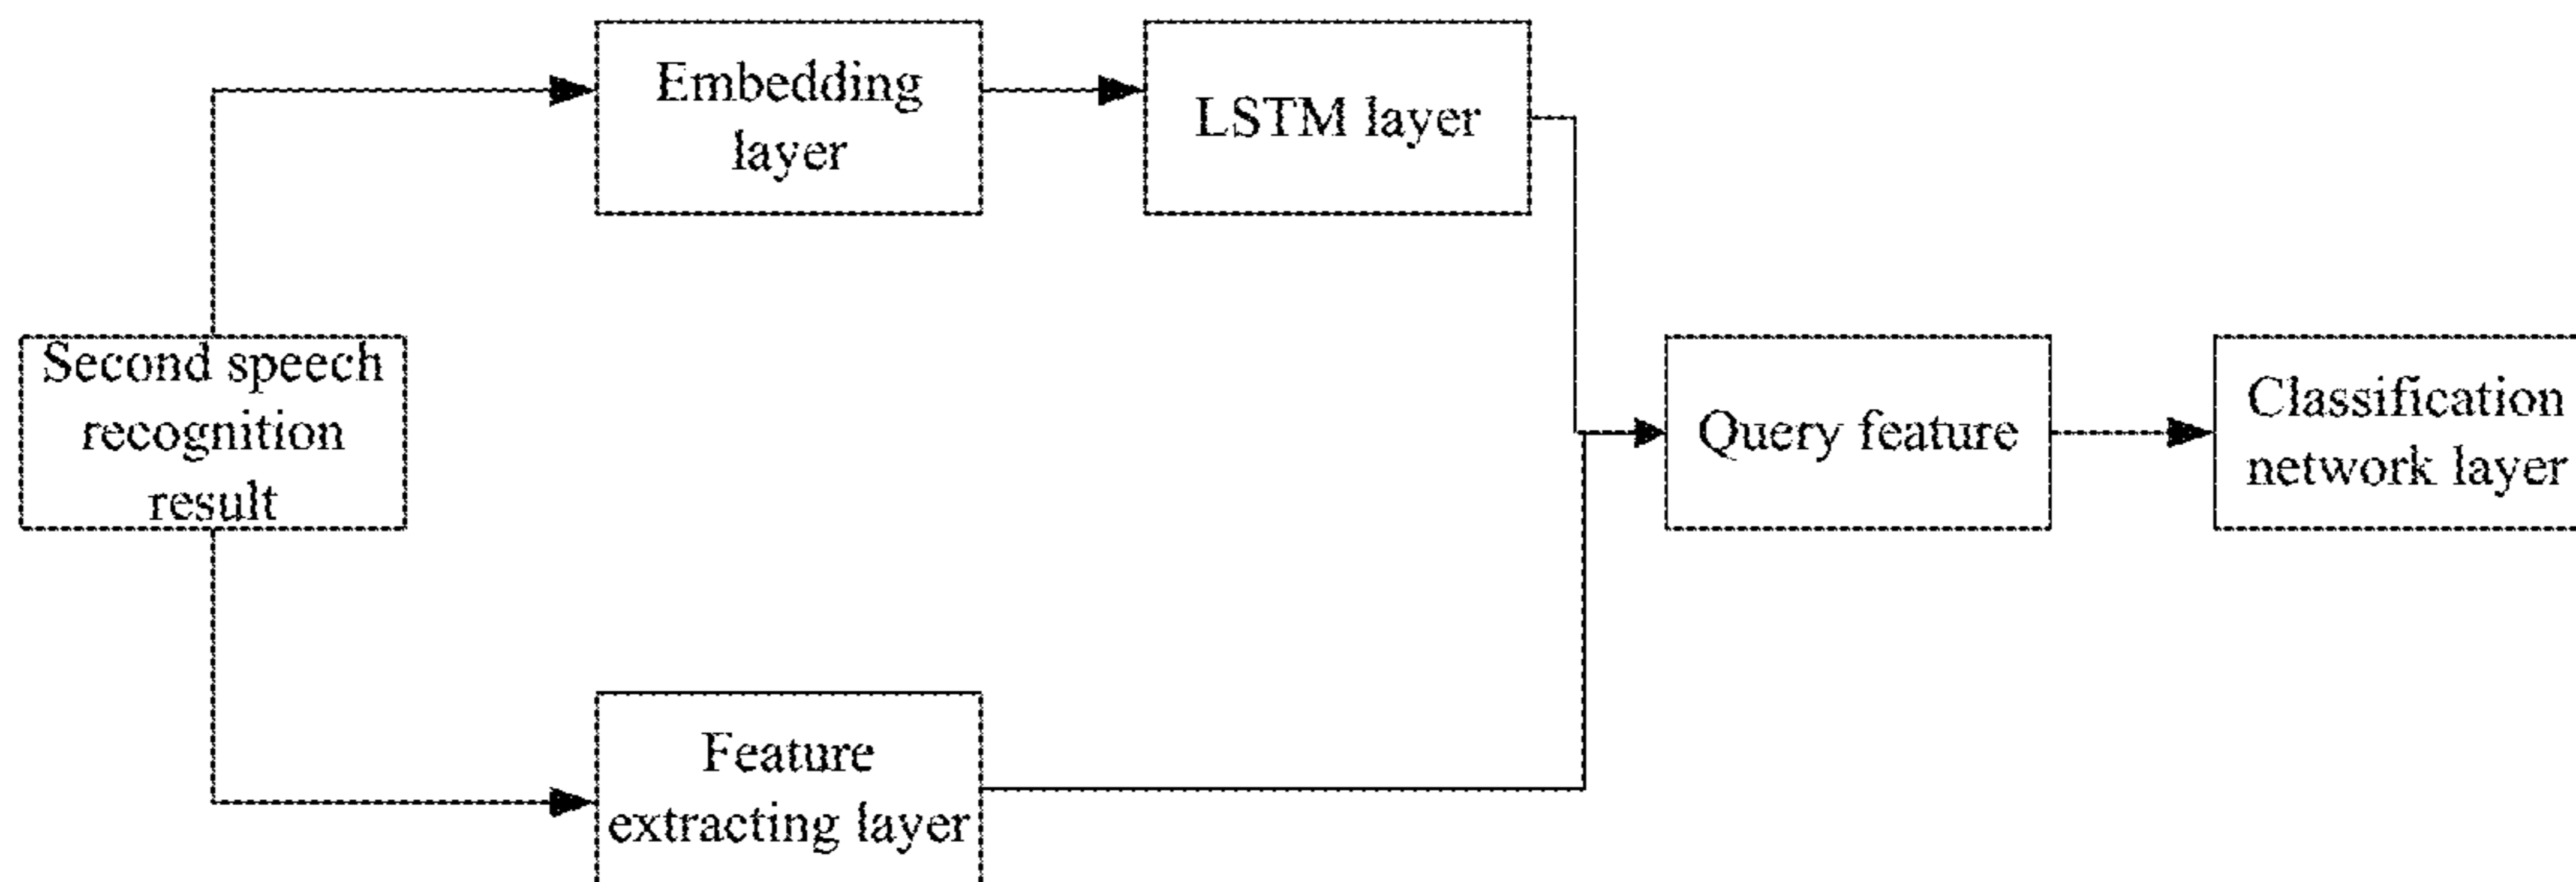 Embedding
layer
LSTM layer
Second speech
recognition
result
Query feature
Classification
network layer
Feature
extracting layer